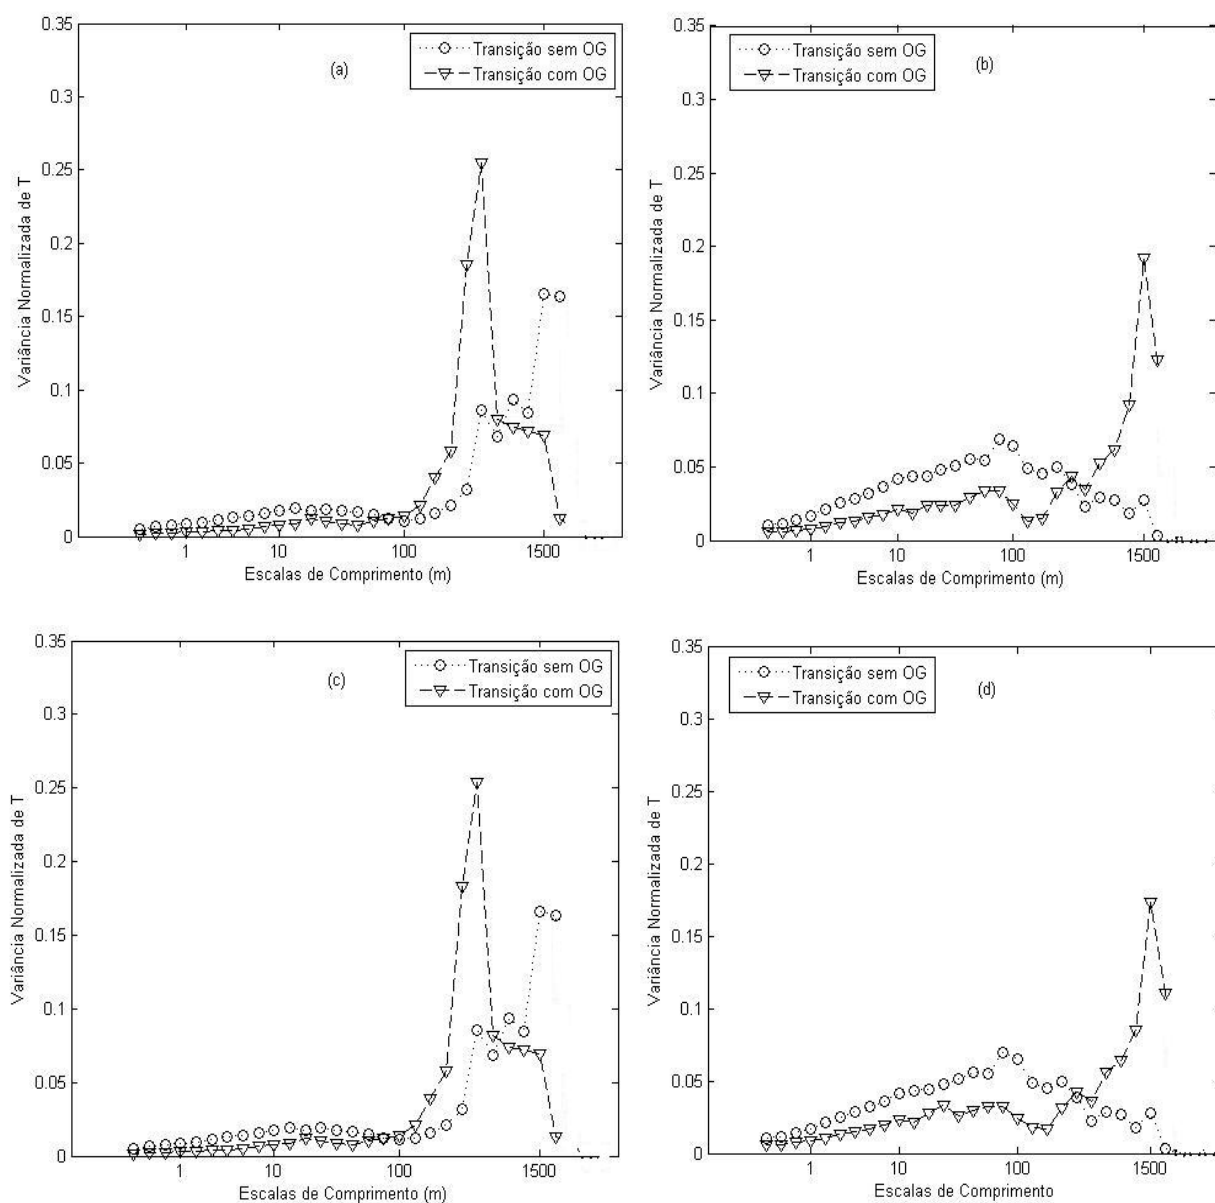 0.35
0.3
0.25
0.2
0.15
0.1
0.05
0
Variância Normalizada de T
(a)
Transição sem OG
Transição com OG
1
10
100
1500
Escalas de Comprimento (m)
0.35
0.3
0.25
0.2
0.15
0.1
0.05
0
Variância Normalizada de T
Transição sem OG
Transição com OG
(b)
1
10
100
1500
Escalas de Comprimento (m)
0.35
0.3
0.25
0.2
0.15
0.1
0.05
0
Variância Normalizada de T
(c)
Transição sem OG
Transição com OG
1
10
100
1500
Escalas de Comprimento (m)
0.35
0.3
0.25
0.2
0.15
0.1
0.05
0
Variância Normalizada de T
Transição sem OG
Transição com OG
(d)
1
10
100
1500
Escalas de Comprimento